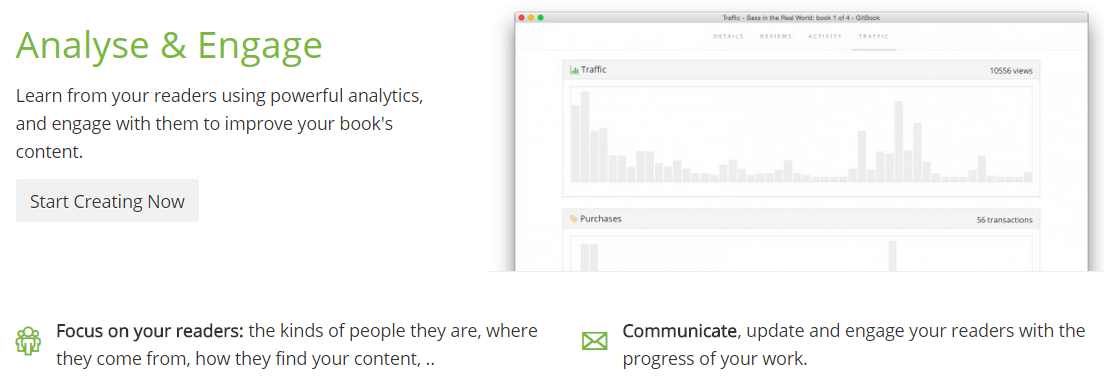 Analyse & Engage
Learn from your readers using powerful analytics,
and engage with them to improve your book's
content.
Start Creating Now
Traffic - Sass in the Real World: book 1 of 4 - GitBook
DETAILS REVIEWS ACTIVITY TRAFFIC
Traffic 10556 views
Purchases 56 transactions
Focus on your readers: the kinds of people they are, where
they come from, how they find your content, ..
Communicate, update and engage your readers with the
progress of your work.